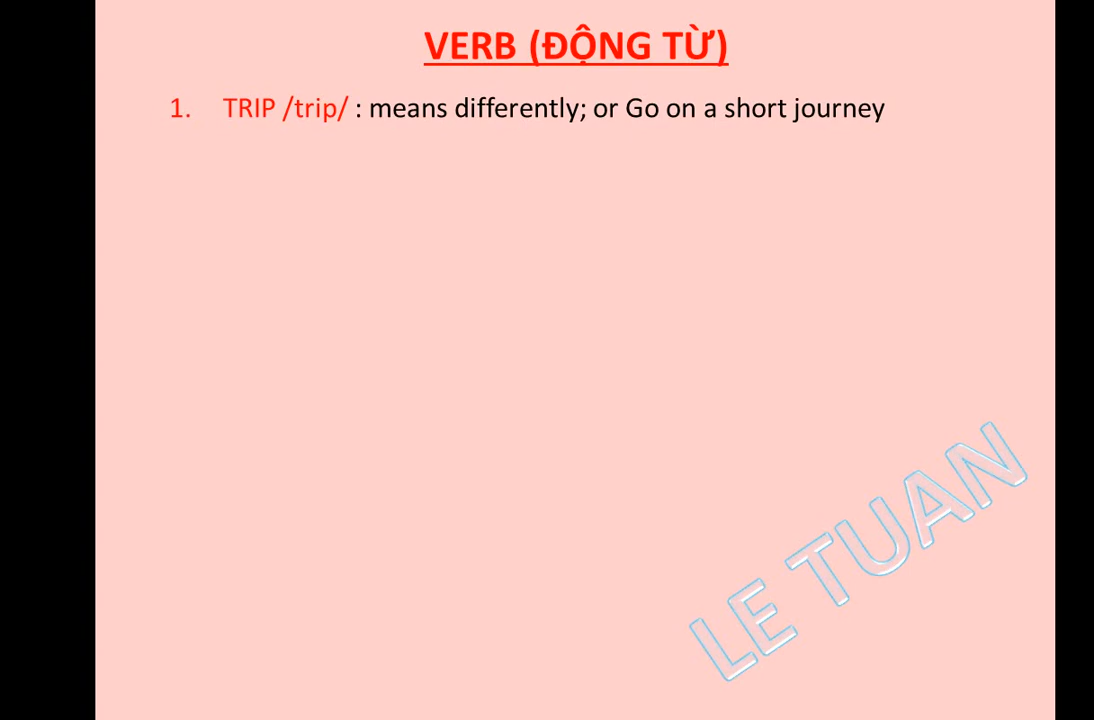 VERB (ĐỘNG TỪ)
1. TRIP /trip/ : means differently; or Go on a short journey
LE TUAN